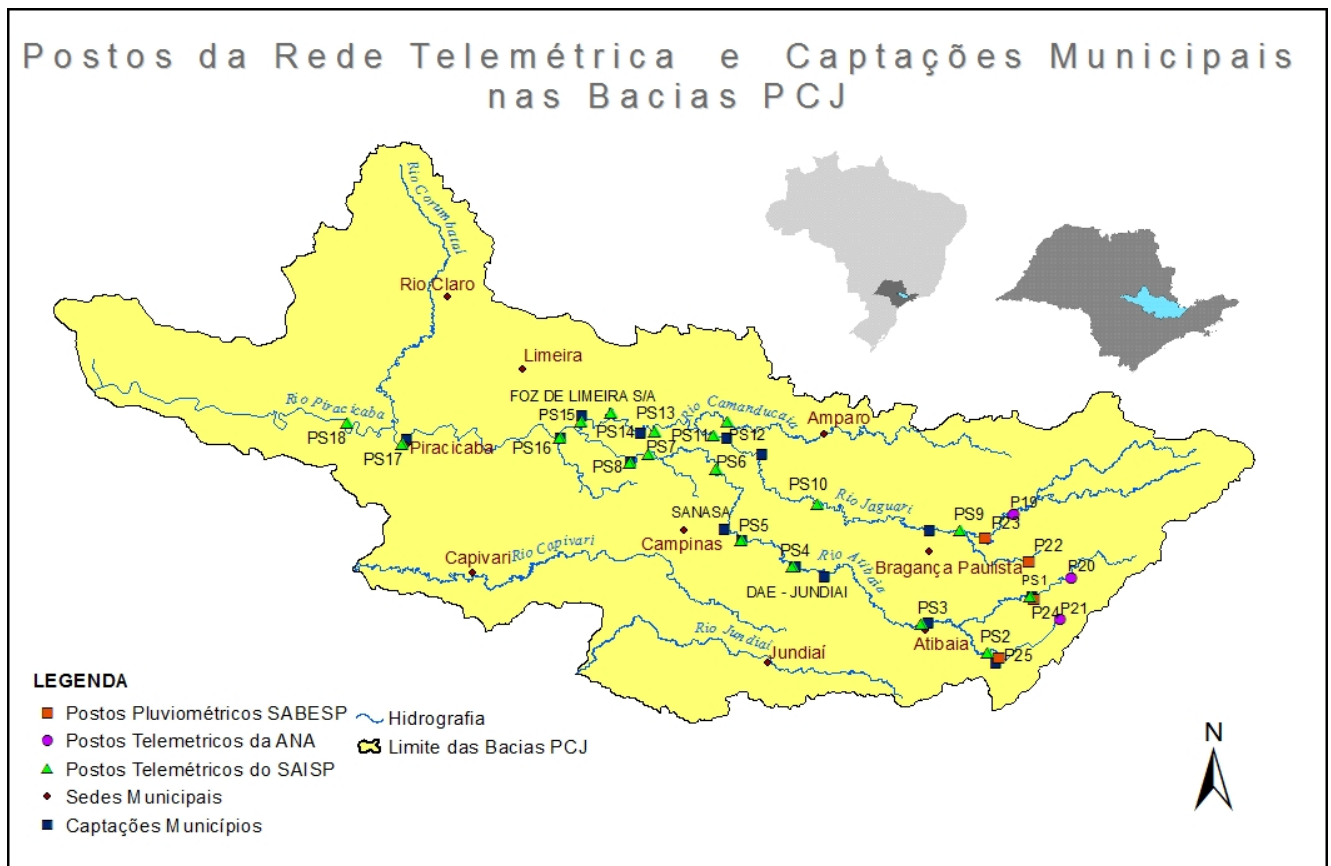 Postos da Rede Telemétrica e Captações Municipais
nas Bacias PCJ
Rio Corumbataí
Rio Claro
Limeira
FOZ DE LIMEIRA S/A
Rio Piracicaba
PS18
PS17
Piracicaba
PS16
PS15
PS14
PS13
Rio Camanducaia
Amparo
PS11
PS12
PS8
PS7
PS6
PS10
Rio Jaguari
PS9
P19
P23
P22
P20
SANASA
PS5
Campinas
PS4
Rio Atibaia
DAE - JUNDIAI
Bragança Paulista
Capivari
Rio Capivari
PS1
P24
P21
PS3
Atibaia
PS2
P25
Rio Jundiaí
Jundiaí
LEGENDA
Postos Pluviométricos SABESP
Postos Telemetricos da ANA
Postos Telemétricos do SAISP
Sedes Municipais
Captações Municípios
Hidrografia
Limite das Bacias PCJ
N